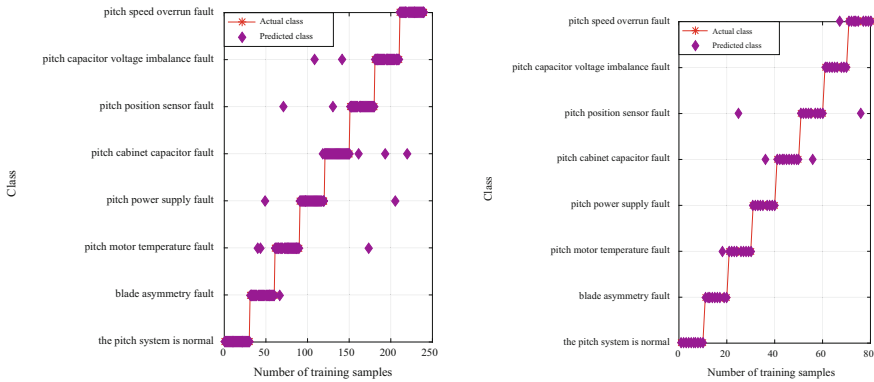 pitch speed overrun fault
pitch capacitor voltage imbalance fault
pitch position sensor fault
pitch cabinet capacitor fault
pitch power supply fault
pitch motor temperature fault
blade asymmetry fault
the pitch system is normal
Class
Actual class
Predicted class
0 50 100 150 200 250
Number of training samples
pitch speed overrun fault
pitch capacitor voltage imbalance fault
pitch position sensor fault
pitch cabinet capacitor fault
pitch power supply fault
pitch motor temperature fault
blade asymmetry fault
the pitch system is normal
Class
Actual class
Predicted class
0 20 40 60 80
Number of training samples